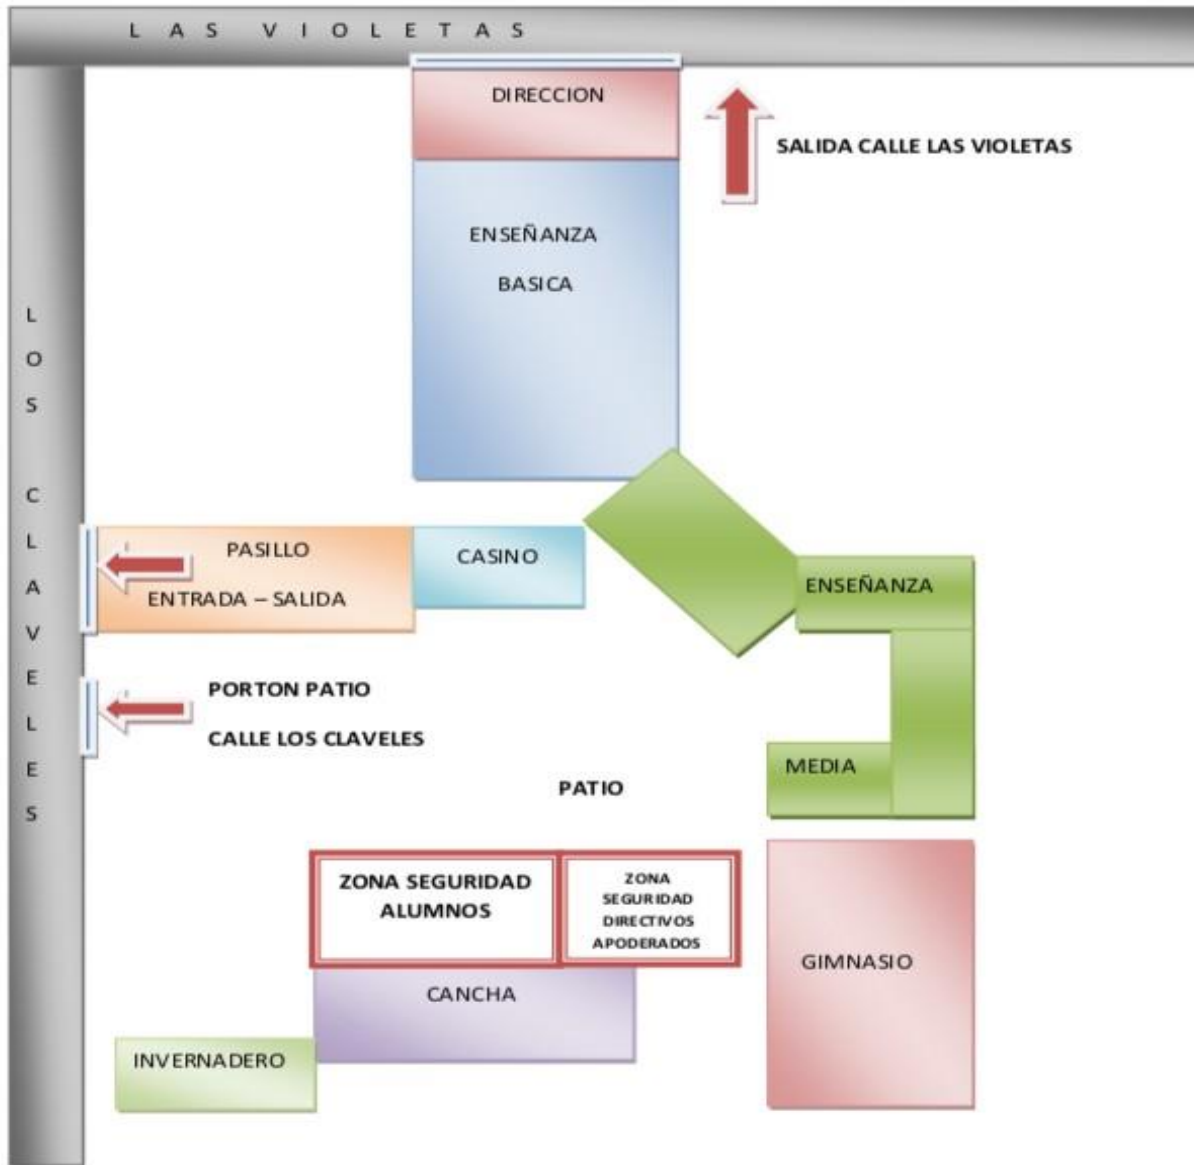 LAS VIOLETAS
DIRECCION
SALIDA CALLE LAS VIOLETAS
ENSEÑANZA
BASICA
LOS CLAVELES
PASILLO
ENTRADA – SALIDA
CASINO
ENSEÑANZA
PORTON PATIO
CALLE LOS CLAVELES
MEDIA
PATIO
ZONA SEGURIDAD
ALUMNOS
ZONA
SEGURIDAD
DIRECTIVOS
APODERADOS
GIMNASIO
CANCHA
INVERNADERO